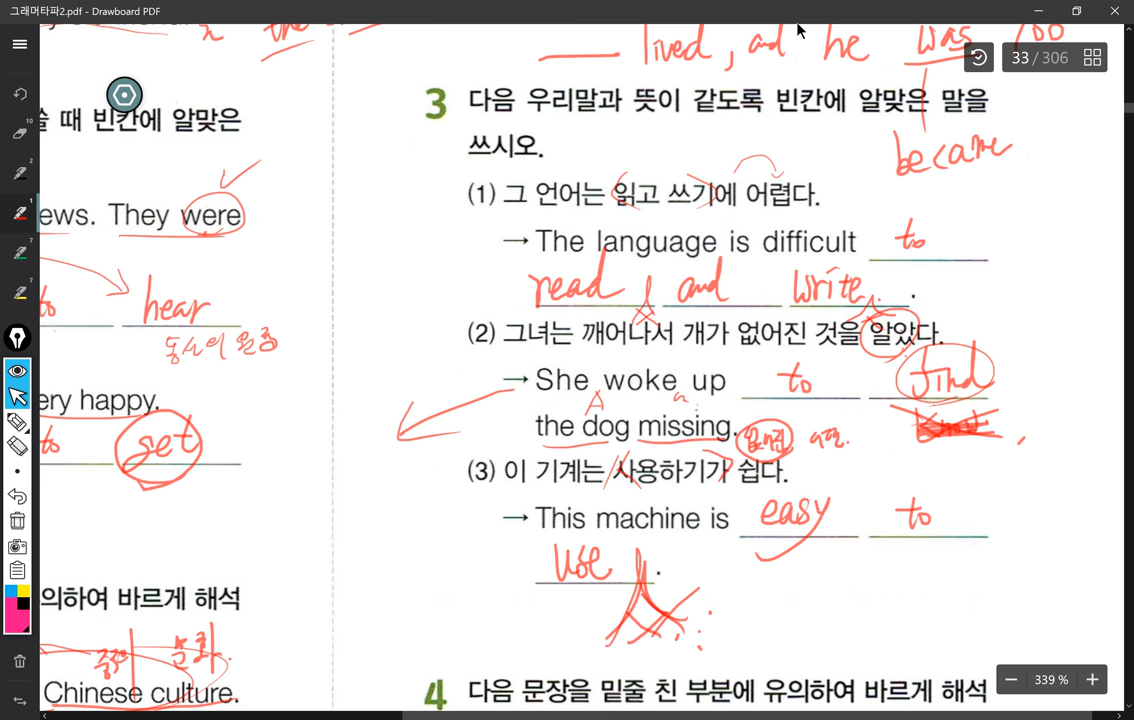 그래머타파2.pdf - Drawboard PDF
lived, and he was 100
33 / 306
became
쓸 때 빈칸에 알맞은
ews. They were
to hear
동사의 원형
ery happy.
to set
의하여 바르게 해석
Chinese culture.
3 다음 우리말과 뜻이 같도록 빈칸에 알맞은 말을
쓰시오.
(1) 그 언어는 읽고 쓰기에 어렵다.
→ The language is difficult to
read and write.
(2) 그녀는 깨어나서 개가 없어진 것을 알았다.
→ She woke up to find
the dog missing.
없어진
(3) 이 기계는 사용하기가 쉽다.
→ This machine is easy to
use.
4 다음 문장을 밑줄 친 부분에 유의하여 바르게 해석
339 %